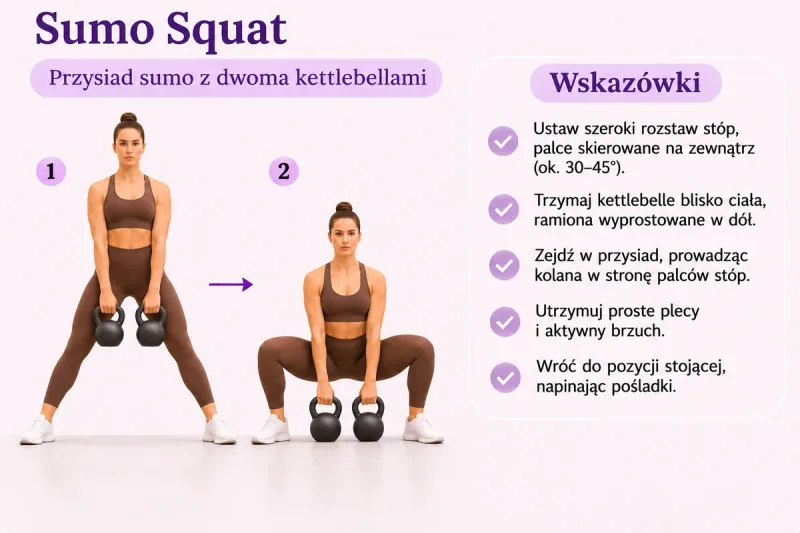 Sumo Squat
Przysiad sumo z dwoma kettlebellami
1
2
Wskazówki
Ustaw szeroki rozstaw stóp,
palce skierowane na zewnątrz
(ok. 30–45°).
Trzymaj kettlebelle blisko ciała,
ramiona wyprostowane w dół.
Zejdź w przysiad, prowadząc
kolana w stronę palców stóp.
Utrzymuj proste plecy
i aktywny brzuch.
Wróć do pozycji stojącej,
napinając pośladki.